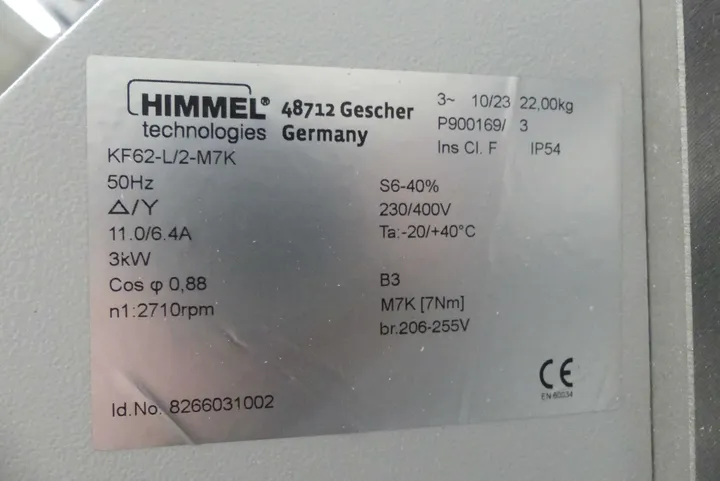 HIMMEL®
technologies
48712 Gescher
Germany
3~ 10/23 22,00kg
P900169/ 3
Ins Cl. F IP54
KF62-L/2-M7K
50Hz S6-40%
Δ/Y 230/400V
11.0/6.4A Ta:-20/+40°C
3kW
Cos φ 0,88 B3
n1:2710rpm M7K [7Nm]
br.206-255V
CE
EN 60034
Id.No. 8266031002